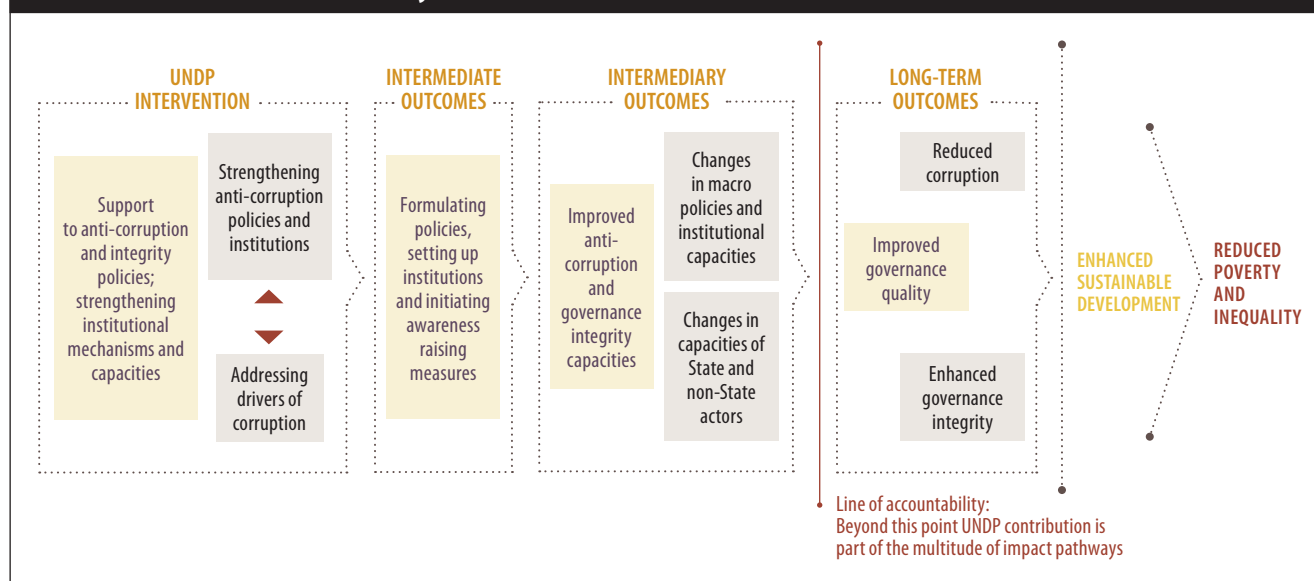 UNDP
INTERVENTION
Support
to anti-corruption
and integrity
policies;
strengthening
institutional
mechanisms and
capacities
Strengthening
anti-corruption
policies and
institutions
Addressing
drivers of
corruption
INTERMEDIATE
OUTCOMES
Formulating
policies,
setting up
institutions
and initiating
awareness
raising
measures
INTERMEDIARY
OUTCOMES
Improved
anti-
corruption
and
governance
integrity
capacities
Changes
in macro
policies and
institutional
capacities
Changes in
capacities of
State and
non-State
actors
LONG-TERM
OUTCOMES
Reduced
corruption
Improved
governance
quality
Enhanced
governance
integrity
ENHANCED
SUSTAINABLE
DEVELOPMENT
REDUCED
POVERTY
AND
INEQUALITY
Line of accountability:
Beyond this point UNDP contribution is
part of the multitude of impact pathways